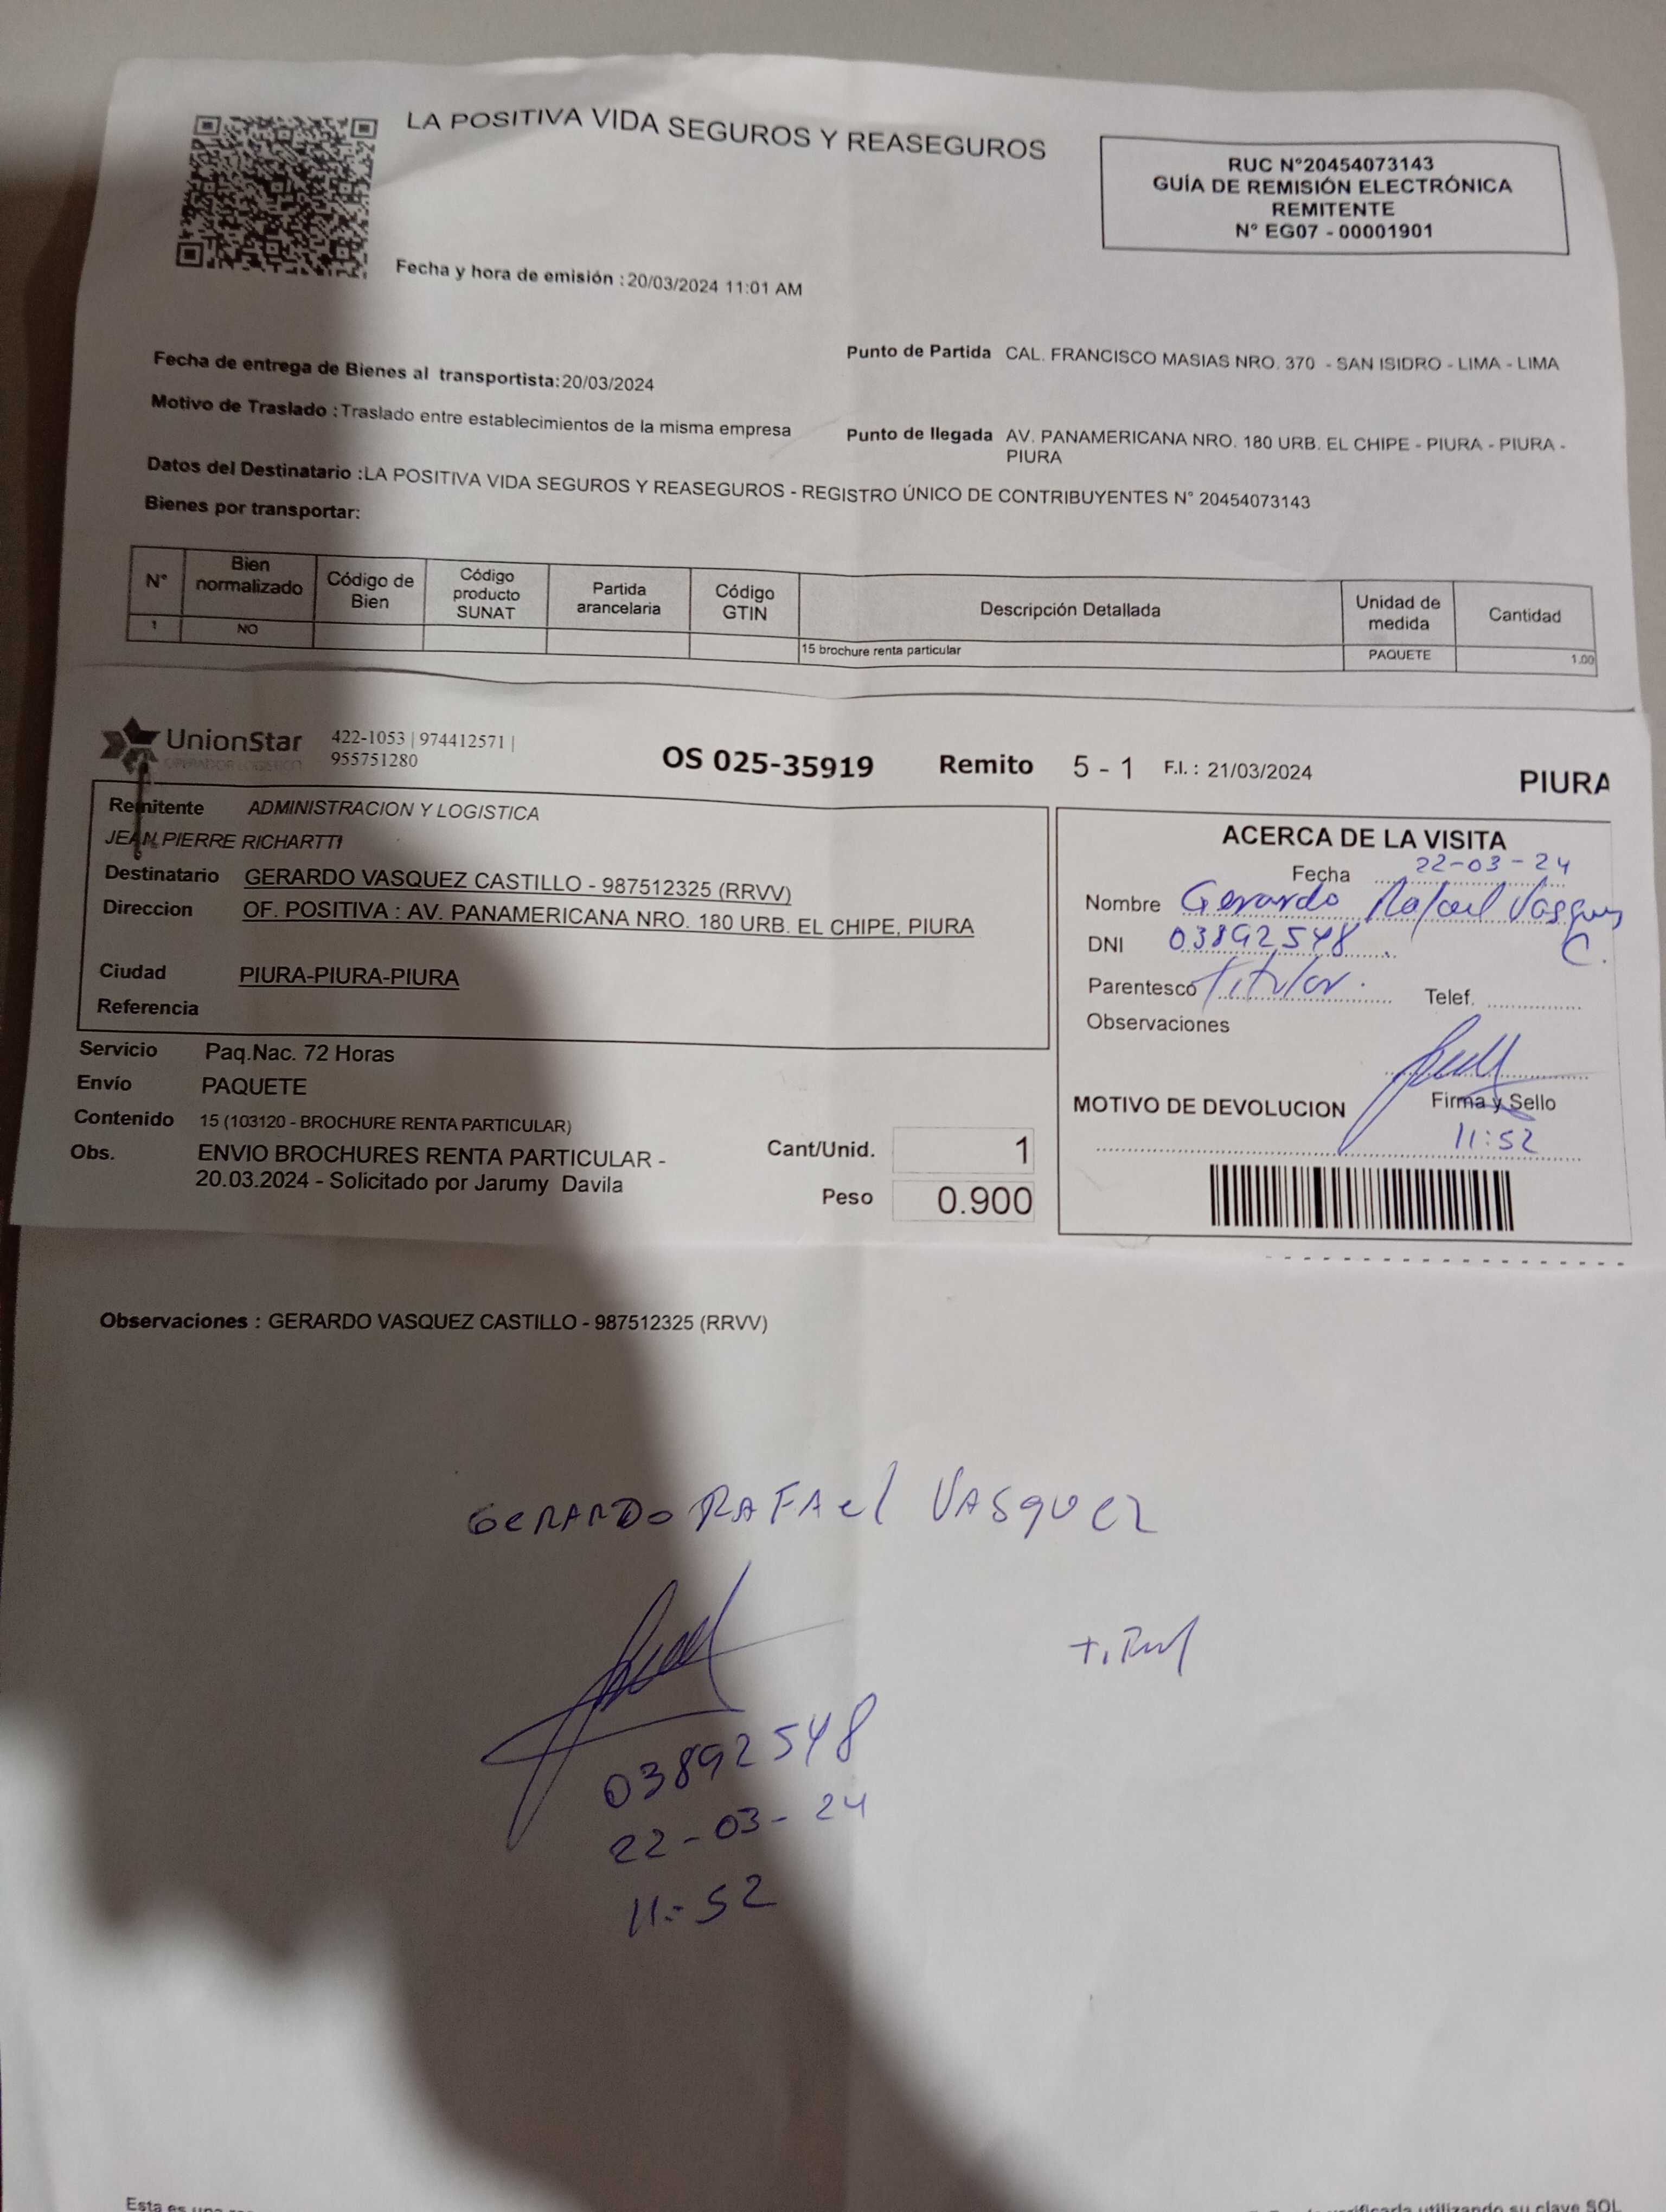 LA POSITIVA VIDA SEGUROS Y REASEGUROS
RUC N°20454073143
GUÍA DE REMISIÓN ELECTRÓNICA
REMITENTE
N° EG07 - 00001901
Fecha y hora de emisión : 20/03/2024 11:01 AM
Fecha de entrega de Bienes al transportista: 20/03/2024
Punto de Partida CAL. FRANCISCO MASIAS NRO. 370 - SAN ISIDRO - LIMA - LIMA
Motivo de Traslado : Traslado entre establecimientos de la misma empresa
Punto de llegada AV. PANAMERICANA NRO. 180 URB. EL CHIPE - PIURA - PIURA -
PIURA
Datos del Destinatario : LA POSITIVA VIDA SEGUROS Y REASEGUROS - REGISTRO ÚNICO DE CONTRIBUYENTES N° 20454073143
Bienes por transportar:
N° Bien normalizado Código de Bien Código producto SUNAT Partida arancelaria Código GTIN Descripción Detallada Unidad de medida Cantidad
1 NO 15 brochure renta particular PAQUETE 1.00
UnionStar 422-1053 | 974412571 |
OPERADOR LOGISTICO 955751280
OS 025-35919 Remito 5 - 1 F.I. : 21/03/2024 PIURA
Remitente ADMINISTRACION Y LOGISTICA
JEAN PIERRE RICHARTTI
Destinatario GERARDO VASQUEZ CASTILLO - 987512325 (RRVV)
Direccion OF. POSITIVA : AV. PANAMERICANA NRO. 180 URB. EL CHIPE, PIURA
Ciudad PIURA-PIURA-PIURA
Referencia
Servicio Paq.Nac. 72 Horas
Envío PAQUETE
Contenido 15 (103120 - BROCHURE RENTA PARTICULAR)
Obs. ENVIO BROCHURES RENTA PARTICULAR -
20.03.2024 - Solicitado por Jarumy Davila
Cant/Unid. 1
Peso 0.900
ACERCA DE LA VISITA
Fecha 22-03-24
Nombre Gerardo Rafael Vasquez
C.
DNI 03892548
Parentesco Titular. Telef.
Observaciones
Firma y Sello
MOTIVO DE DEVOLUCION
11:52
Observaciones : GERARDO VASQUEZ CASTILLO - 987512325 (RRVV)
GERARDO RAFAel VASquez
03892548
22-03-24
11:52
Esta es una
utilizando su clave SOL